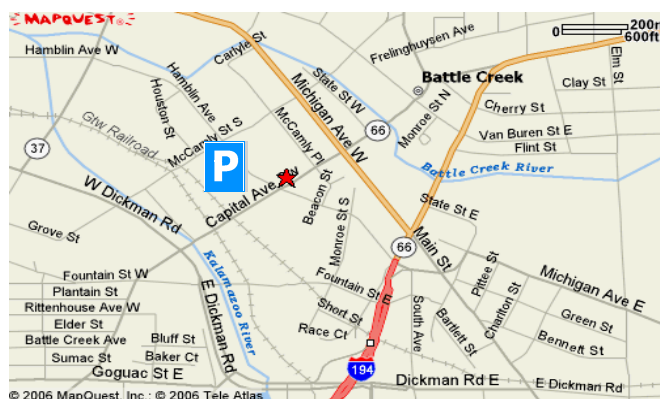 MAPQUEST
0 200m
600ft
Hamblin Ave W
Carlyle St
Frelinghuysen Ave
Elm St
Hamblin Ave
Houston St
Michigan Ave W
State St W
Battle Creek
Monroe St N
Clay St
Cherry St
Gtw Railroad
McCamly St S
McCamly Pl
66
Van Buren St E
Flint St
37
P
Battle Creek River
W Dickman Rd
Capital Ave SW
Beacon St
Monroe St S
State St E
Grove St
66
Main St
Kalamazoo River
Fountain St W
Fountain St E
Pittee St
Michigan Ave E
Plantain St
E Dickman Rd
Rittenhouse Ave W
Short St
South Ave
Bartlett St
Charlton St
Green St
Elder St
Race Ct
Bennett St
Battle Creek Ave
Bluff St
Sumac St
Baker Ct
Goguac St E
194
Dickman Rd E
E Dickman Rd
© 2006 MapQuest, Inc.; © 2006 Tele Atlas